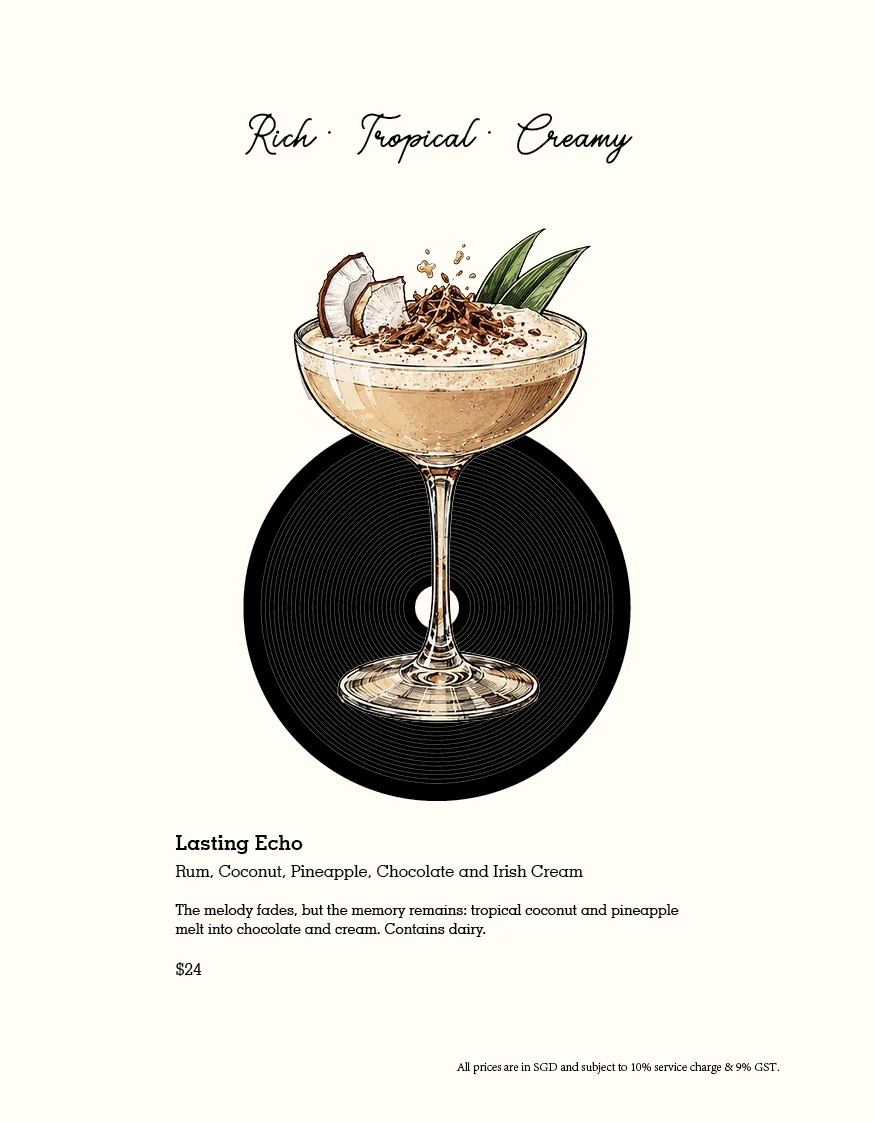 Rich · Tropical · Creamy
Lasting Echo
Rum, Coconut, Pineapple, Chocolate and Irish Cream
The melody fades, but the memory remains: tropical coconut and pineapple
melt into chocolate and cream. Contains dairy.
$24
All prices are in SGD and subject to 10% service charge & 9% GST.